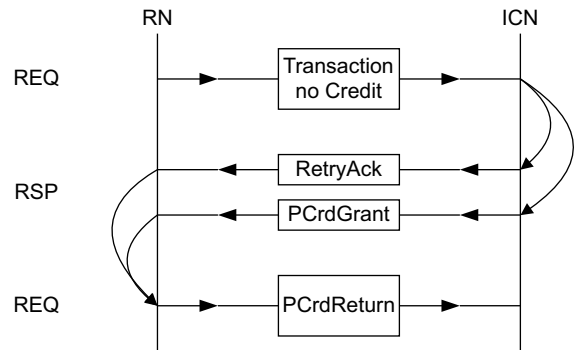 RN
ICN
REQ
Transaction
no Credit
RSP
RetryAck
PCrdGrant
REQ
PCrdReturn